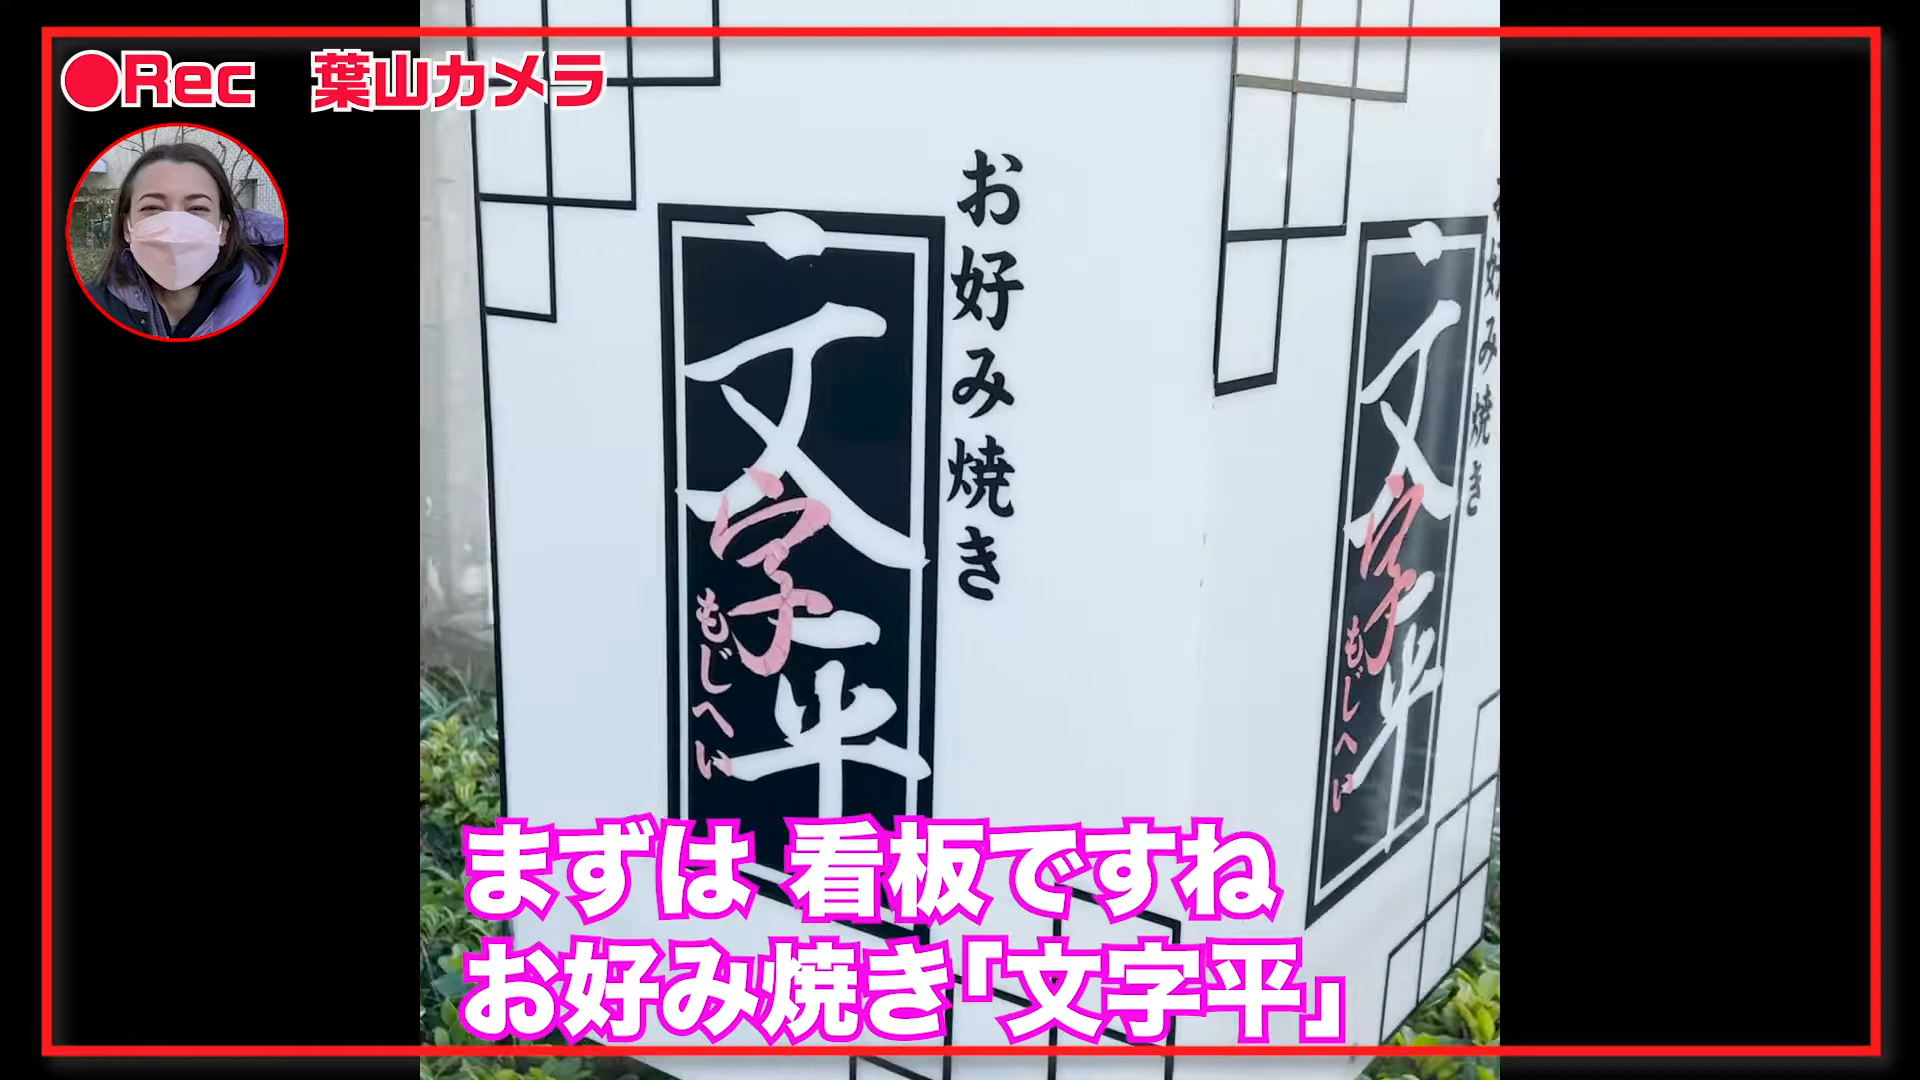 ●Rec 葉山カメラ
お好み焼き
文字平
もじへい
お好み焼き
文字平
もじへい
まずは 看板ですね
お好み焼き「文字平」